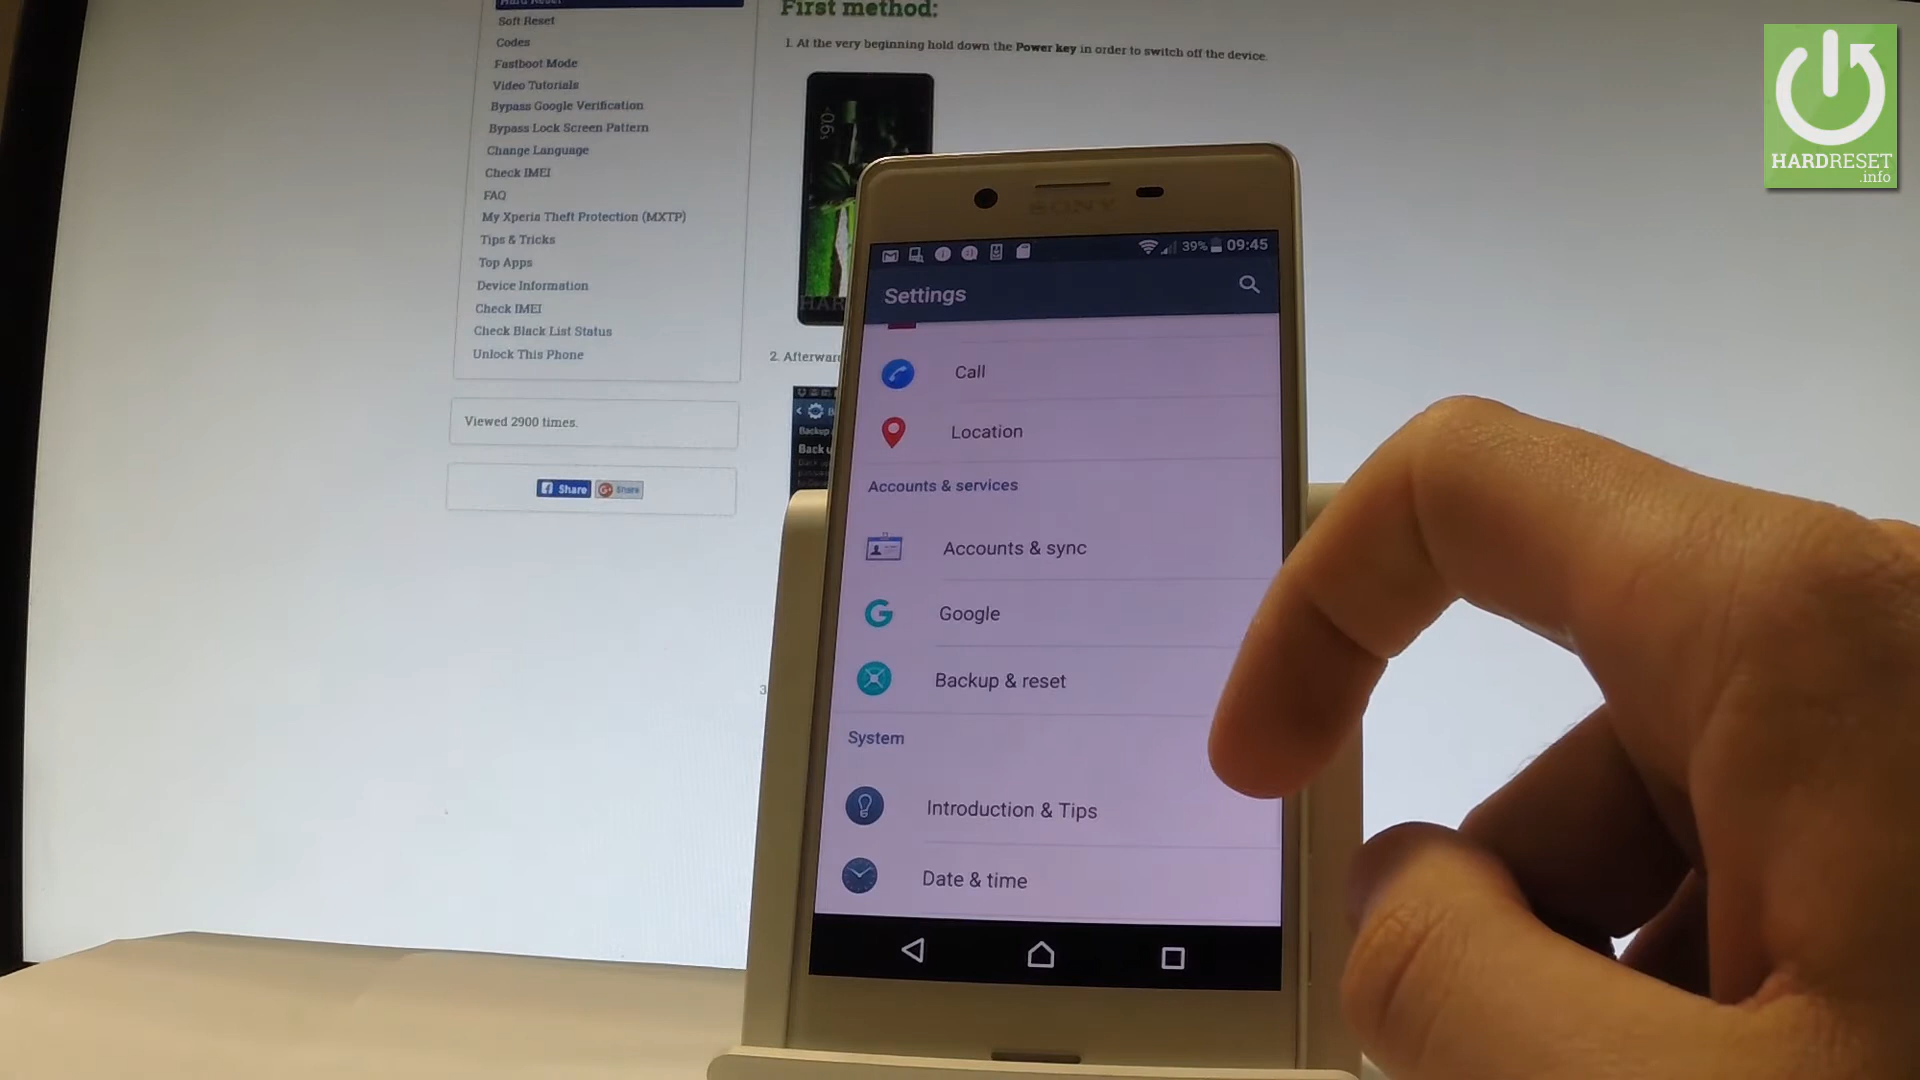 Hard Reset
Soft Reset
Codes
Fastboot Mode
Video Tutorials
Bypass Google Verification
Bypass Lock Screen Pattern
Change Language
Check IMEI
FAQ
My Xperia Theft Protection (MXTP)
Tips & Tricks
Top Apps
Device Information
Check IMEI
Check Black List Status
Unlock This Phone
Viewed 2900 times.
Share
Share
First method:
1. At the very beginning hold down the Power key in order to switch off the device.
2. Afterwar
Backup
Back u
3.
SONY
39% 09:45
Settings
Call
Location
Accounts & services
Accounts & sync
Google
Backup & reset
System
Introduction & Tips
Date & time
HARDRESET
.info